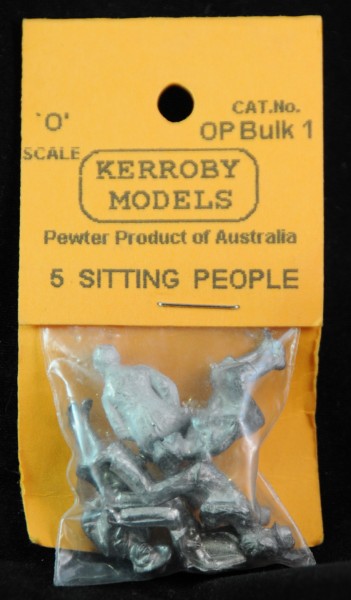 'O'
SCALE
CAT.No.
OP Bulk 1
KERROBY
MODELS
Pewter Product of Australia
5 SITTING PEOPLE